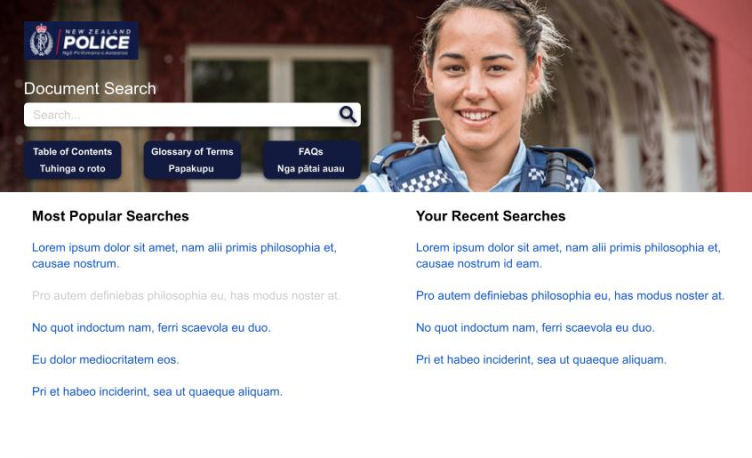 NEW ZEALAND
POLICE
Ngā Pirihimana o Aotearoa
Document Search
Search...
Table of Contents
Tuhinga o roto
Glossary of Terms
Papakupu
FAQs
Nga pātai auau
Most Popular Searches
Lorem ipsum dolor sit amet, nam alii primis philosophia et,
causae nostrum.
Pro autem definiebas philosophia eu, has modus noster at.
No quot indoctum nam, ferri scaevola eu duo.
Eu dolor mediocritatem eos.
Pri et habeo inciderint, sea ut quaeque aliquam.
Your Recent Searches
Lorem ipsum dolor sit amet, nam alii primis philosophia et,
causae nostrum id eam.
Pro autem definiebas philosophia eu, has modus noster at.
No quot indoctum nam, ferri scaevola eu duo.
Pri et habeo inciderint, sea ut quaeque aliquam.